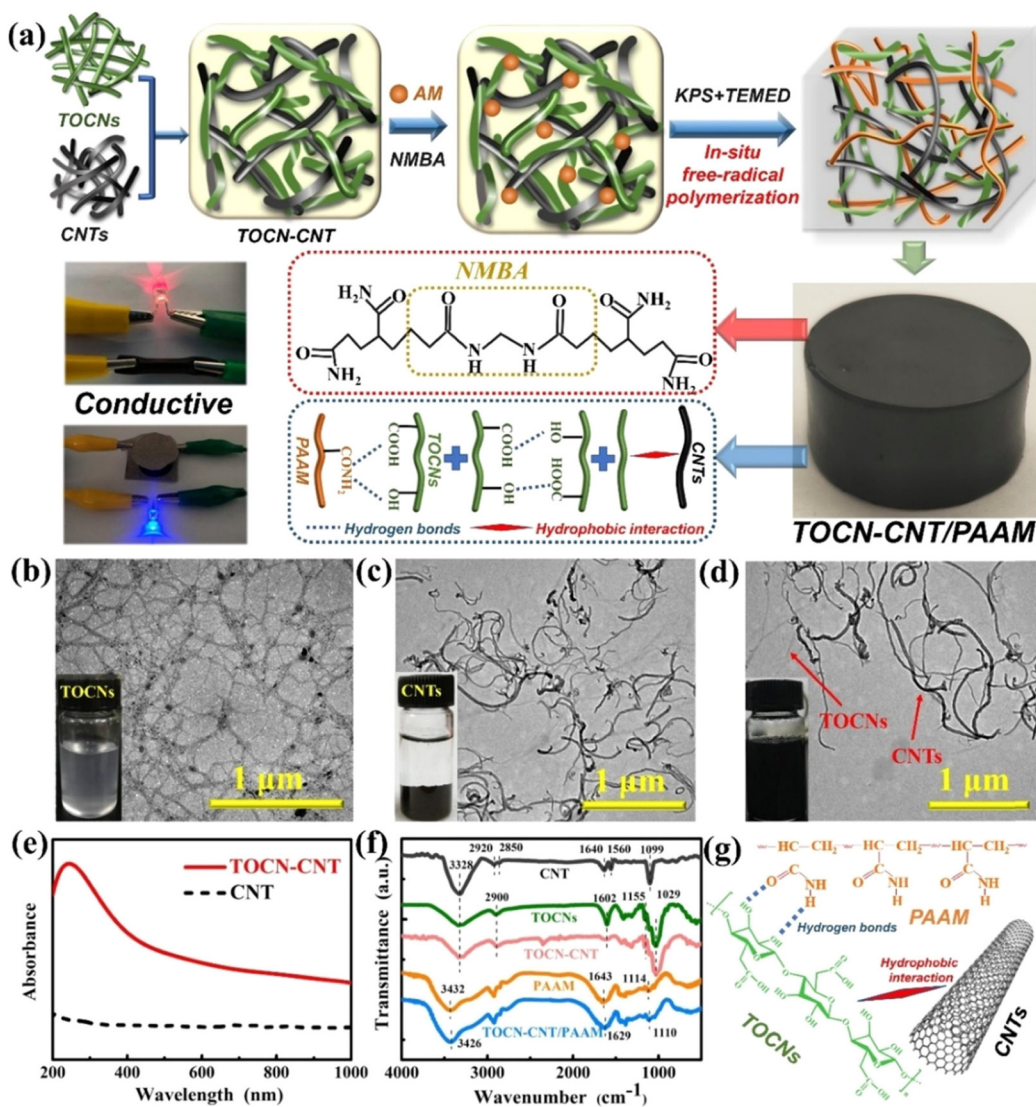 (a)
TOCNs
CNTs
TOCN-CNT
AM
NMBA
KPS+TEMED
In-situ
free-radical
polymerization
Conductive
NMBA
H₂N
O
O
O
NH₂
O
NH₂
N
H
N
H
O
NH₂
O
PAAM
CONH₂
COOH
OH
TOCNs
COOH
OH
HO
HOOC
CNTs
Hydrogen bonds
Hydrophobic interaction
TOCN-CNT/PAAM
(b)
TOCNs
1 μm
(c)
CNTs
1 μm
(d)
TOCNs
CNTs
1 μm
(e)
TOCN-CNT
CNT
Absorbance
200 400 600 800 1000
Wavelength (nm)
(f)
2920 2850 1640 1560 1099
3328 CNT
2900 1602 1155 1029
TOCNs
TOCN-CNT
3432 PAAM 1643 1114
TOCN-CNT/PAAM
3426 1629 1110
Transmittance (a.u.)
4000 3000 2000 1000
Wavenumber (cm⁻¹)
(g)
HC CH₂ HC CH₂ HC CH₂
O NH O NH O NH
H H H
PAAM
Hydrogen bonds
Hydrophobic
interaction
TOCNs
CNTs